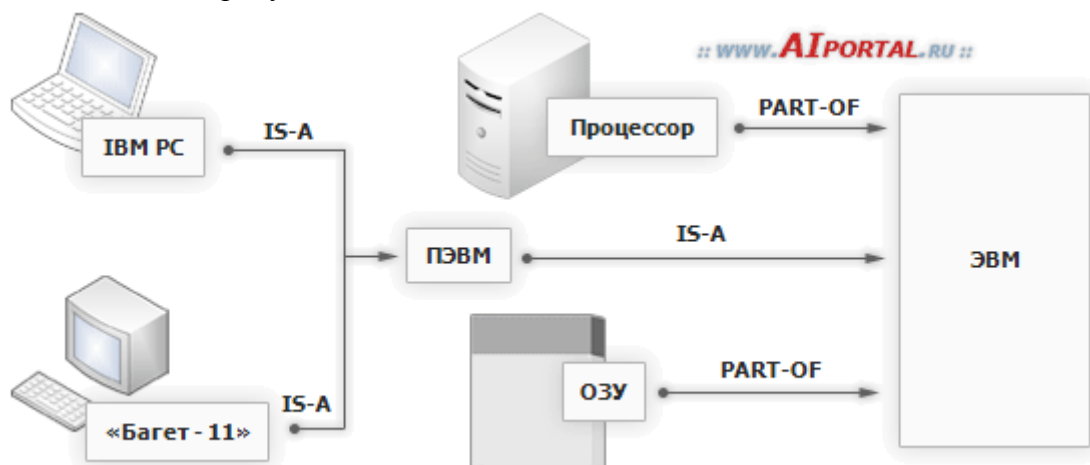 :: www.AIPORTAL.RU ::
IBM PC
IS-A
Процессор
PART-OF
ПЭВМ
IS-A
ЭВМ
«Багет - 11»
IS-A
ОЗУ
PART-OF